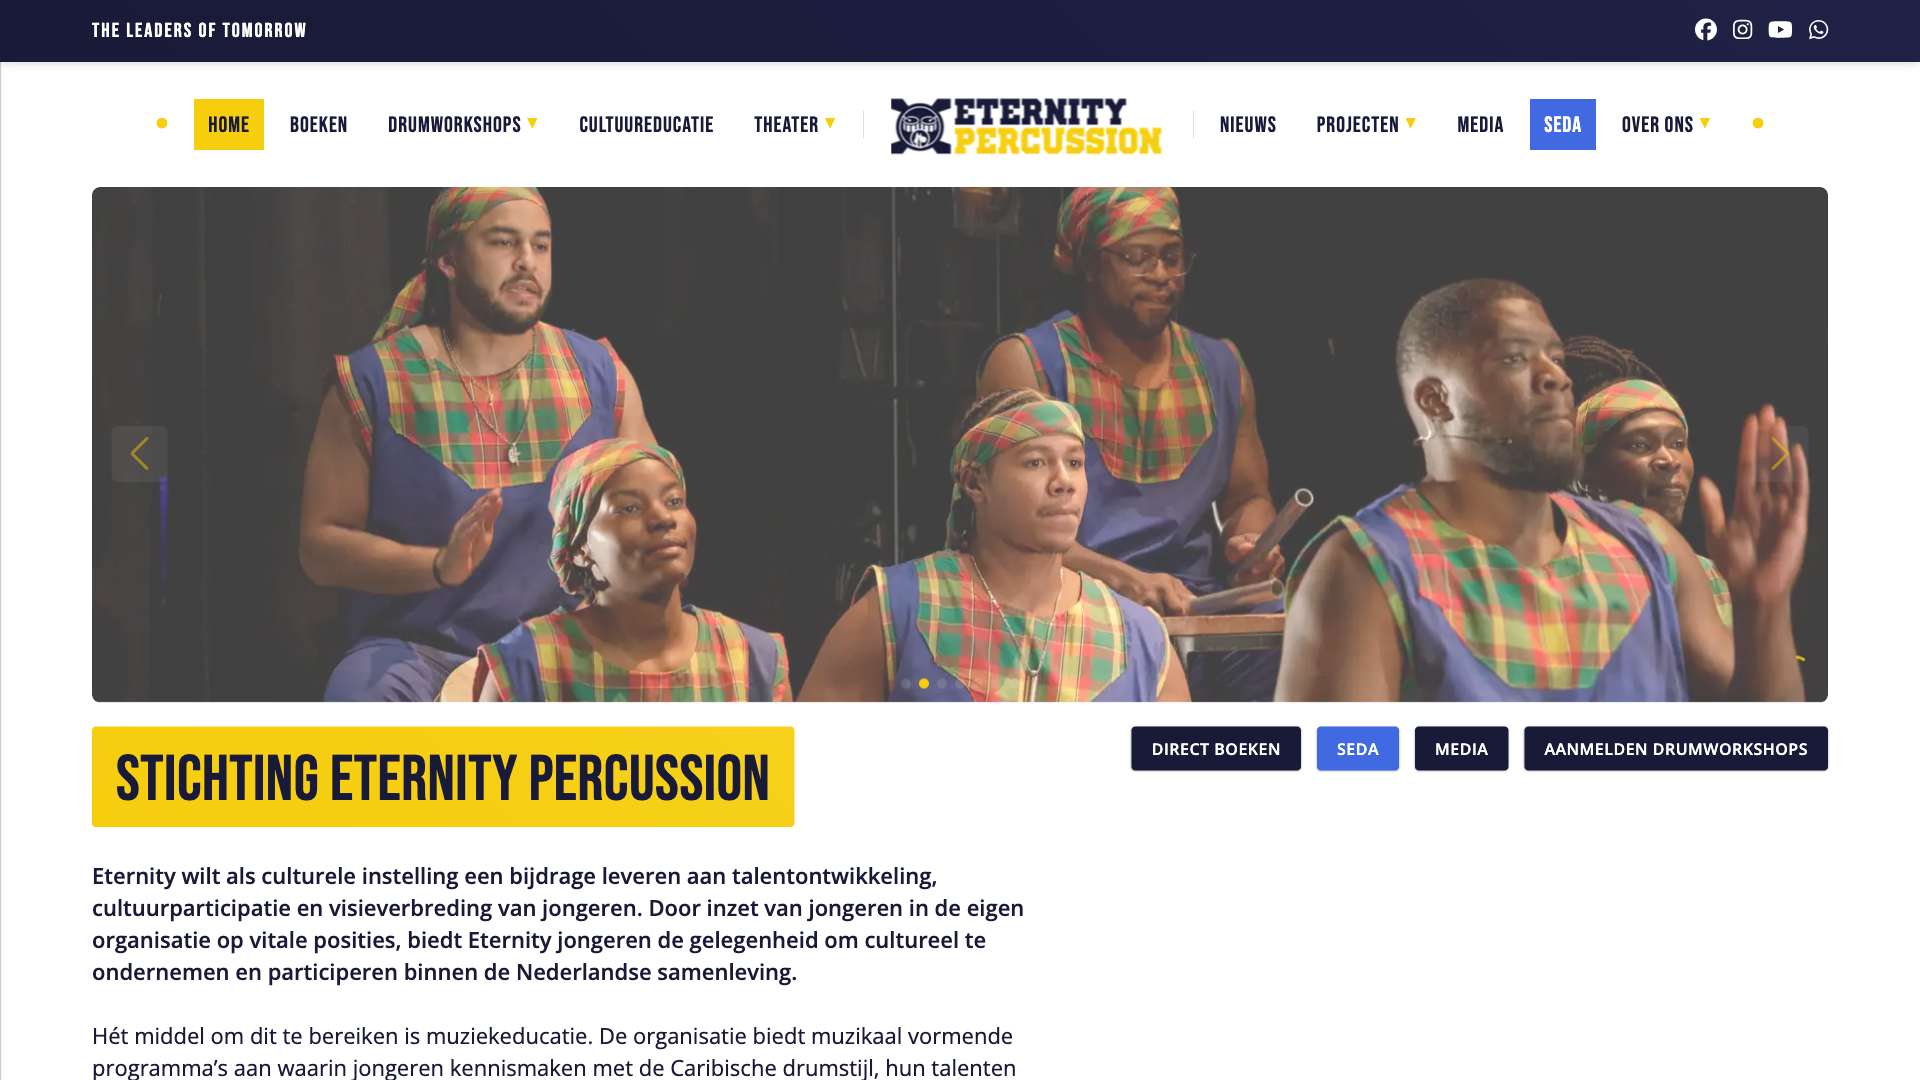 THE LEADERS OF TOMORROW
HOME BOEKEN DRUMWORKSHOPS CULTUUREDUCATIE THEATER ETERNITY PERCUSSION NIEUWS PROJECTEN MEDIA SEDA OVER ONS
STICHTING ETERNITY PERCUSSION
DIRECT BOEKEN SEDA MEDIA AANMELDEN DRUMWORKSHOPS
Eternity wilt als culturele instelling een bijdrage leveren aan talentontwikkeling,
cultuurparticipatie en visieverbreding van jongeren. Door inzet van jongeren in de eigen
organisatie op vitale posities, biedt Eternity jongeren de gelegenheid om cultureel te
ondernemen en participeren binnen de Nederlandse samenleving.
Hét middel om dit te bereiken is muziekeducatie. De organisatie biedt muzikaal vormende
programma’s aan waarin jongeren kennismaken met de Caribische drumstijl, hun talenten